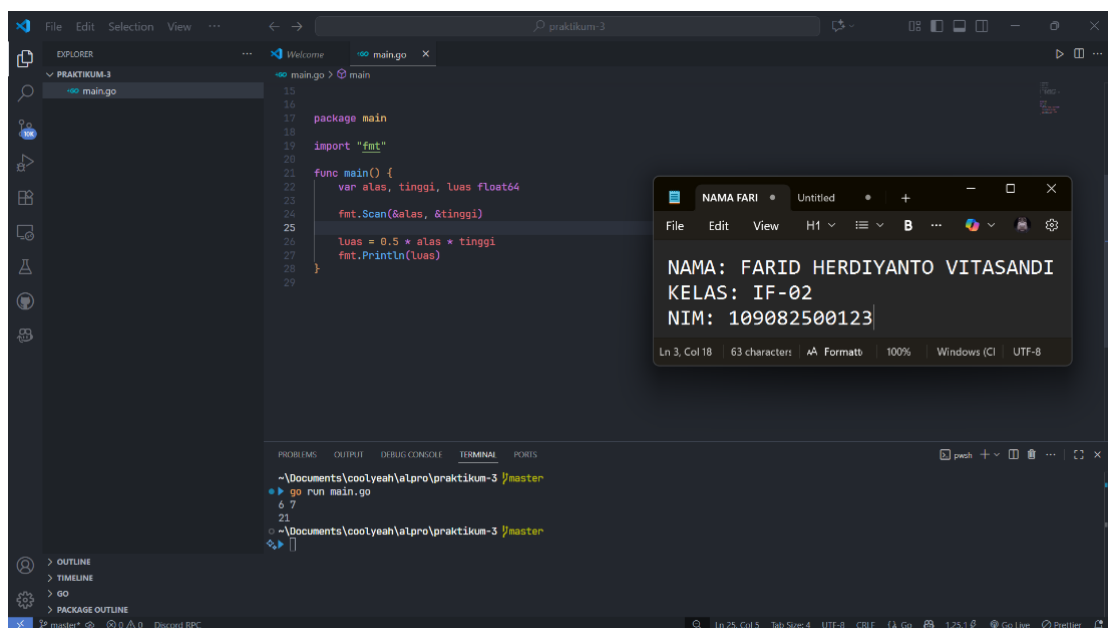 File Edit Selection View ···
praktikum-3
EXPLORER ···
PRAKTIKUM-3
main.go
Welcome
main.go
main.go > main
15
16
17 package main
18
19 import "fmt"
20
21 func main() {
22 var alas, tinggi, luas float64
23
24 fmt.Scan(&alas, &tinggi)
25
26 luas = 0.5 * alas * tinggi
27 fmt.Println(luas)
28 }
29
NAMA FARI
Untitled
File Edit View H1 B ···
NAMA: FARID HERDIYANTO VITASANDI
KELAS: IF-02
NIM: 109082500123
Ln 3, Col 18 63 characters Formatt 100% Windows (Cl UTF-8
PROBLEMS OUTPUT DEBUG CONSOLE TERMINAL PORTS
pwsh
~\Documents\coolyeah\alpro\praktikum-3 master
go run main.go
6 7
21
~\Documents\coolyeah\alpro\praktikum-3 master
OUTLINE
TIMELINE
GO
PACKAGE OUTLINE
master* 0 0 Discord RPC
Ln 25, Col 5 Tab Size: 4 UTF-8 CRLF Go 1.25.1 Go Live Prettier